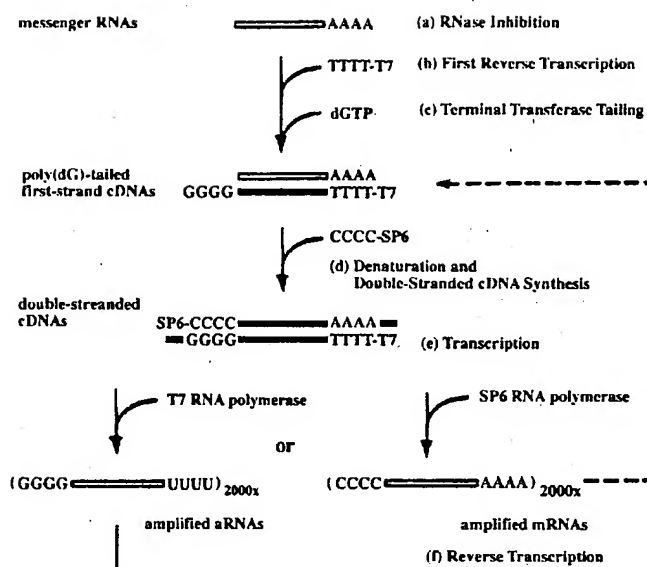 messenger RNAs AAAA (a) RNase Inhibition
TTTT-T7 (b) First Reverse Transcription
dGTP (c) Terminal Transferase Tailing
poly(dG)-tailed AAAA
first-strand cDNAs GGGG TTTT-T7
CCCC-SP6
(d) Denaturation and
Double-Stranded cDNA Synthesis
double-streanded
cDNAs SP6-CCCC AAAA
GGGG TTTT-T7 (e) Transcription
T7 RNA polymerase SP6 RNA polymerase
or
(GGGG UUUU) 2000x (CCCC AAAA) 2000x
amplified aRNAs amplified mRNAs
(f) Reverse Transcription